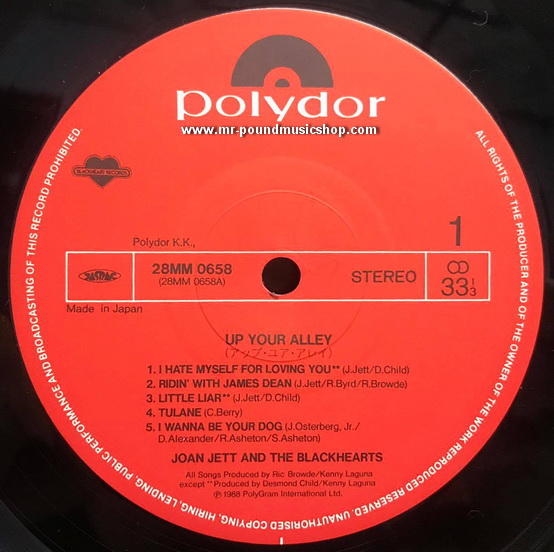 polydor
www.mr-poundmusicshop.com
BLACKHEART RECORDS
Polydor K.K.,
1
JASRAC
28MM 0658
(28MM 0658A)
STEREO
33 1/3
Made in Japan
UP YOUR ALLEY
(アップ・ユア・アレイ)
1. I HATE MYSELF FOR LOVING YOU** (J.Jett/D.Child)
2. RIDIN' WITH JAMES DEAN (J.Jett/R.Byrd/R.Browde)
3. LITTLE LIAR** (J.Jett/D.Child)
4. TULANE (C.Berry)
5. I WANNA BE YOUR DOG (J.Osterberg, Jr./
D.Alexander/R.Asheton/S.Asheton)
JOAN JETT AND THE BLACKHEARTS
All Songs Produced by Ric Browde/Kenny Laguna
except **Produced by Desmond Child/Kenny Laguna
℗ 1988 PolyGram International Ltd.
ALL RIGHTS OF THE PRODUCER AND OF THE OWNER OF THE WORK REPRODUCED RESERVED. UNAUTHORISED COPYING, HIRING, LENDING, PUBLIC PERFORMANCE AND BROADCASTING OF THIS RECORD PROHIBITED.